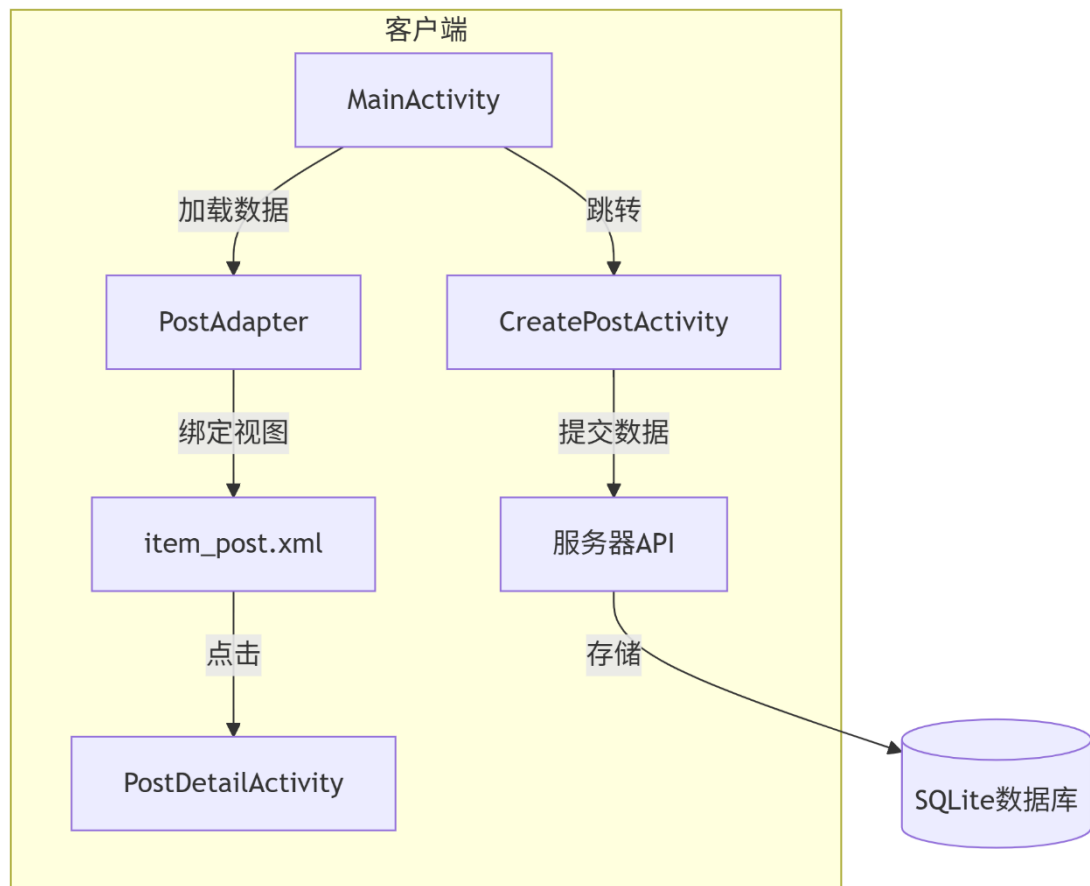 客户端
MainActivity
加载数据
跳转
PostAdapter
CreatePostActivity
绑定视图
提交数据
item_post.xml
服务器API
点击
存储
PostDetailActivity
SQLite数据库